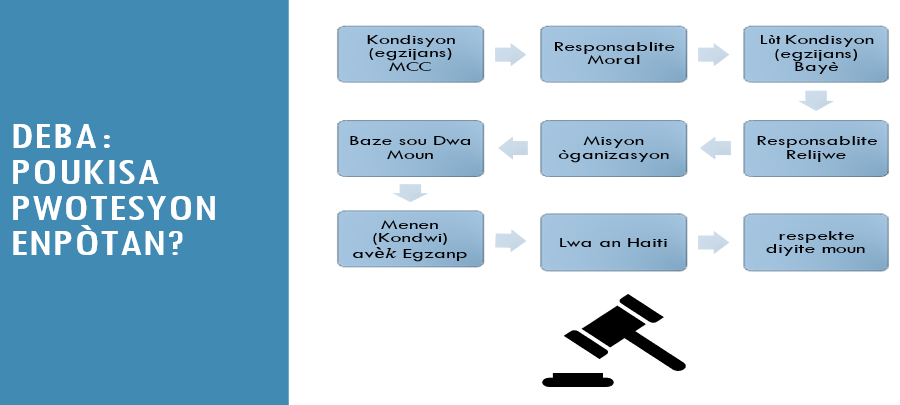 DEBA:
POUKISA
PWOTESYON
ENPÒTAN?
Kondisyon
(egzijans)
MCC
Responsablite
Moral
Lòt Kondisyon
(egzijans)
Bayè
Responsablite
Relijwe
Misyon
òganizasyon
Baze sou Dwa
Moun
Menen
(Kondwi)
avèk Egzanp
Lwa an Haiti
respekte
diyite moun